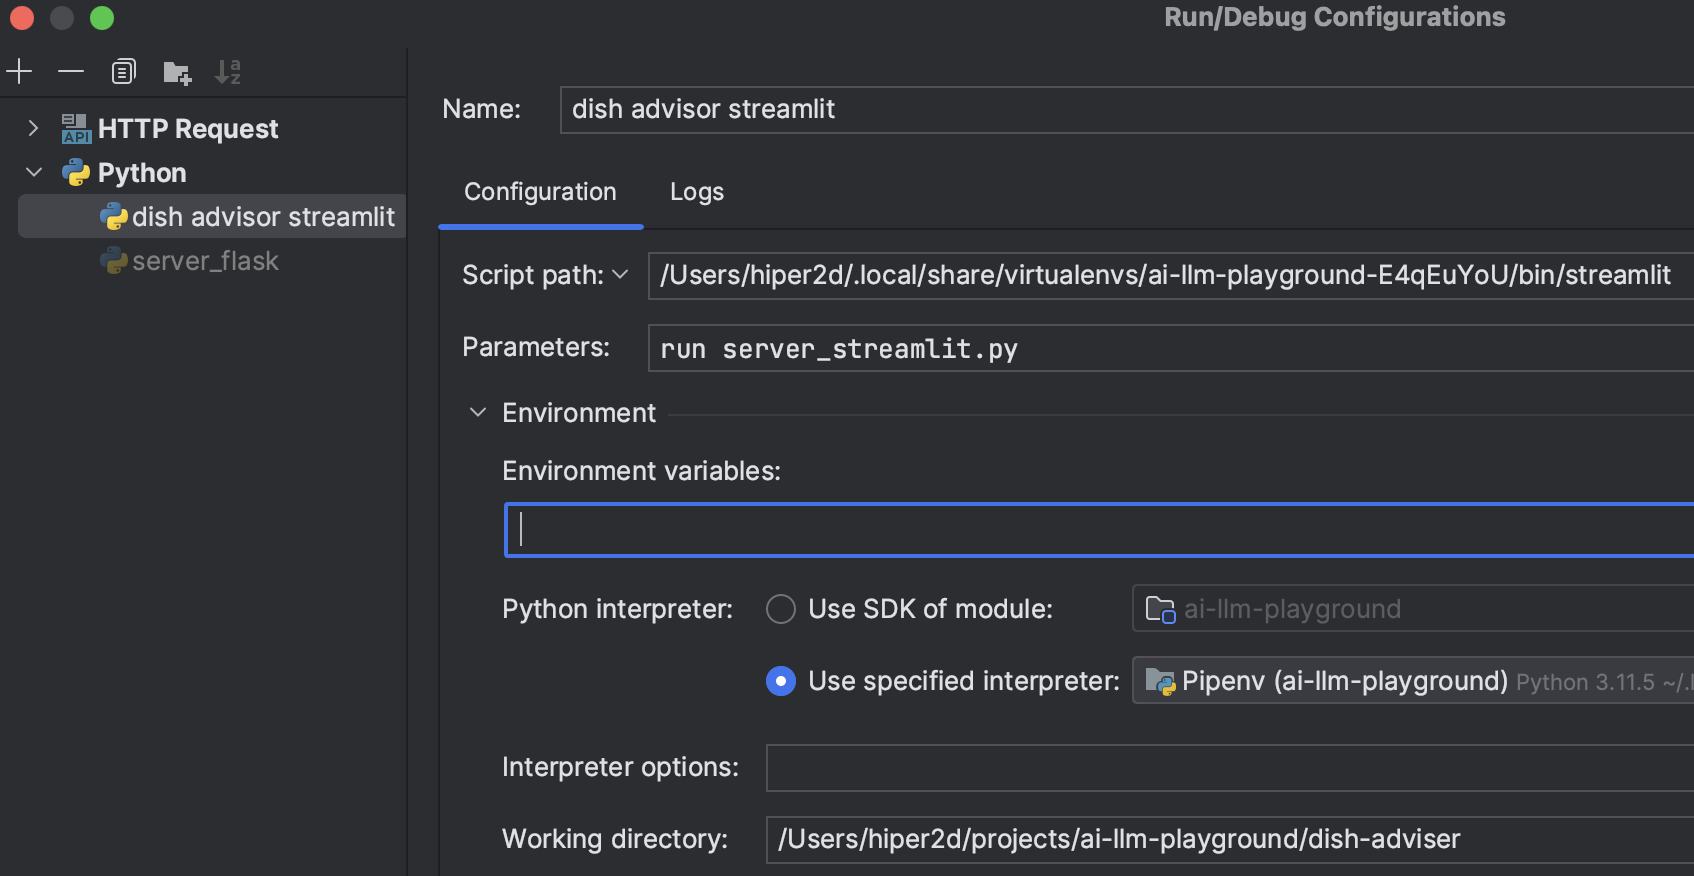 Run/Debug Configurations
HTTP Request
Python
dish advisor streamlit
server_flask
Name: dish advisor streamlit
Configuration Logs
Script path: /Users/hiper2d/.local/share/virtualenvs/ai-llm-playground-E4qEuYoU/bin/streamlit
Parameters: run server_streamlit.py
Environment
Environment variables:
Python interpreter: Use SDK of module: ai-llm-playground
Use specified interpreter: Pipenv (ai-llm-playground) Python 3.11.5 ~/.
Interpreter options:
Working directory: /Users/hiper2d/projects/ai-llm-playground/dish-adviser